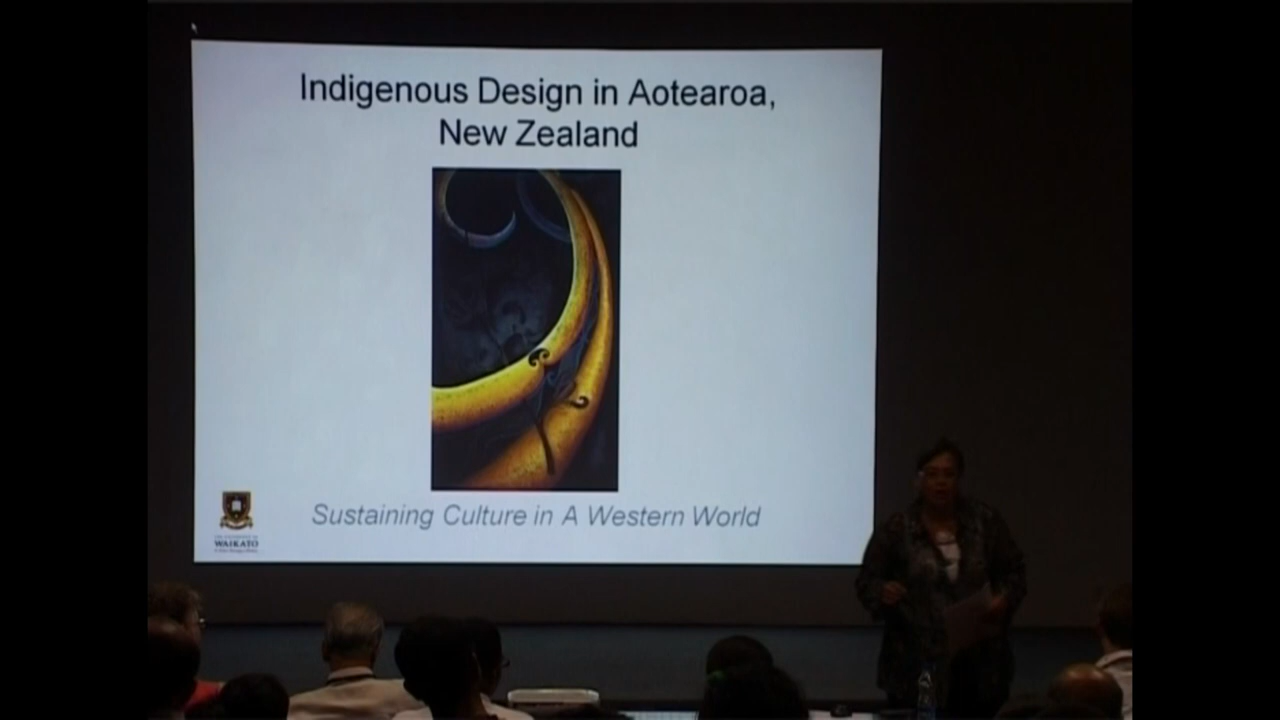 Indigenous Design in Aotearoa,
New Zealand
Sustaining Culture in A Western World
WAIKATO